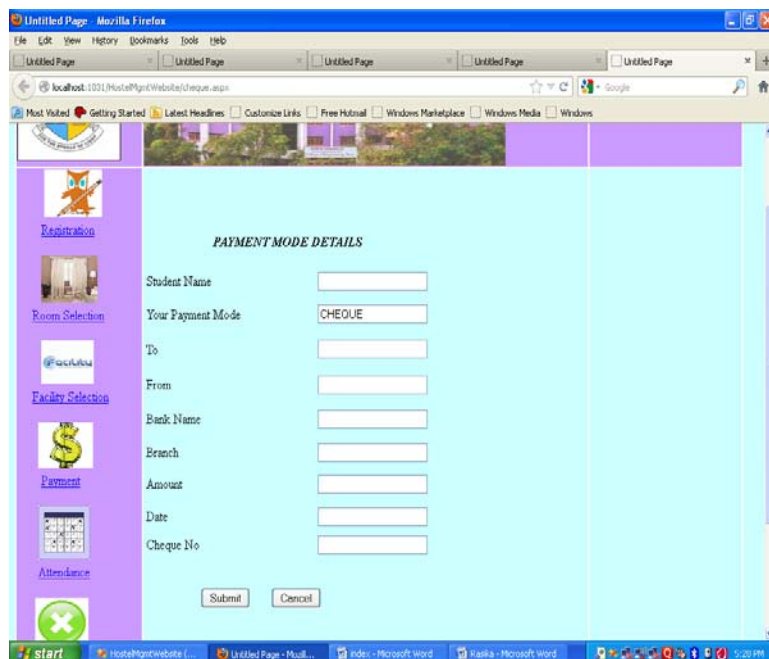 Untitled Page - Mozilla Firefox
File Edit View History Bookmarks Tools Help
Untitled Page Untitled Page Untitled Page Untitled Page Untitled Page
localhost:1031/HostelMgmtWebsite/cheque.aspx Google
Most Visited Getting Started Latest Headlines Customize Links Free Hotmail Windows Marketplace Windows Media Windows
Registration
Room Selection
Facility
Facility Selection
Payment
Attendance
PAYMENT MODE DETAILS
Student Name
Your Payment Mode CHEQUE
To
From
Bank Name
Branch
Amount
Date
Cheque No
Submit Cancel
start HostelMgmtWebsite (... Untitled Page - Mozill... index - Microsoft Word Rasika - Microsoft Word 5:20 PM